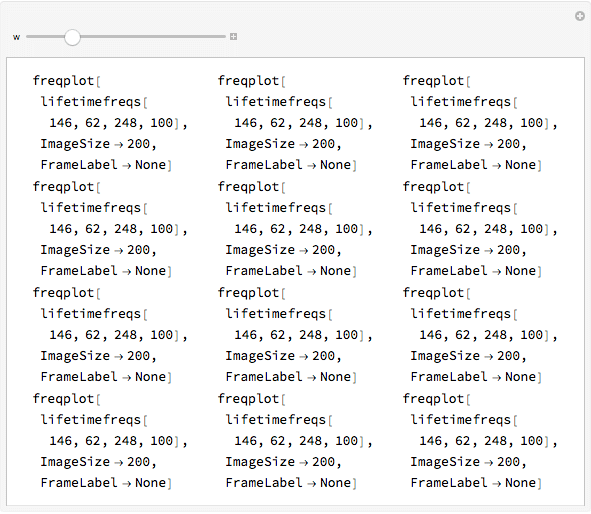 w
freqplot[ freqplot[ freqplot[
lifetimefreqs[ lifetimefreqs[ lifetimefreqs[
146, 62, 248, 100], 146, 62, 248, 100], 146, 62, 248, 100],
ImageSize → 200, ImageSize → 200, ImageSize → 200,
FrameLabel → None] FrameLabel → None] FrameLabel → None]
freqplot[ freqplot[ freqplot[
lifetimefreqs[ lifetimefreqs[ lifetimefreqs[
146, 62, 248, 100], 146, 62, 248, 100], 146, 62, 248, 100],
ImageSize → 200, ImageSize → 200, ImageSize → 200,
FrameLabel → None] FrameLabel → None] FrameLabel → None]
freqplot[ freqplot[ freqplot[
lifetimefreqs[ lifetimefreqs[ lifetimefreqs[
146, 62, 248, 100], 146, 62, 248, 100], 146, 62, 248, 100],
ImageSize → 200, ImageSize → 200, ImageSize → 200,
FrameLabel → None] FrameLabel → None] FrameLabel → None]
freqplot[ freqplot[ freqplot[
lifetimefreqs[ lifetimefreqs[ lifetimefreqs[
146, 62, 248, 100], 146, 62, 248, 100], 146, 62, 248, 100],
ImageSize → 200, ImageSize → 200, ImageSize → 200,
FrameLabel → None] FrameLabel → None] FrameLabel → None]